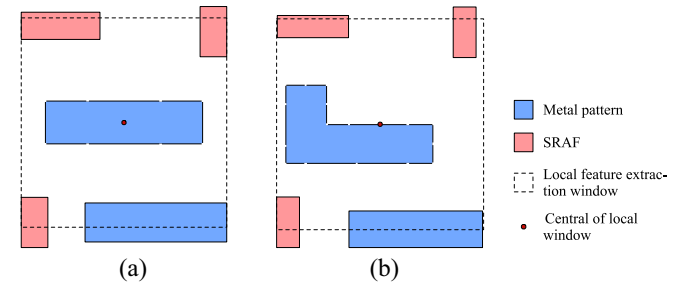 Metal pattern
SRAF
Local feature extrac-
tion window
Central of local
window
(a)
(b)